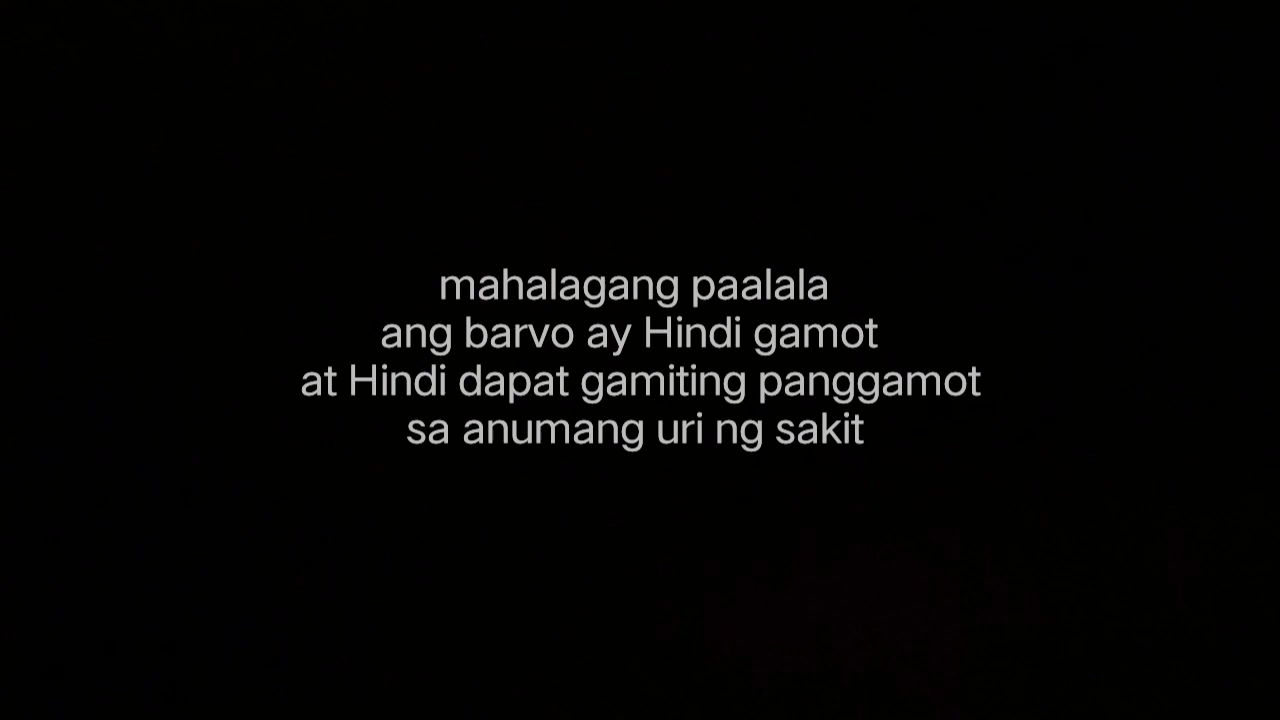 mahalagang paalala
ang barvo ay Hindi gamot
at Hindi dapat gamiting panggamot
sa anumang uri ng sakit